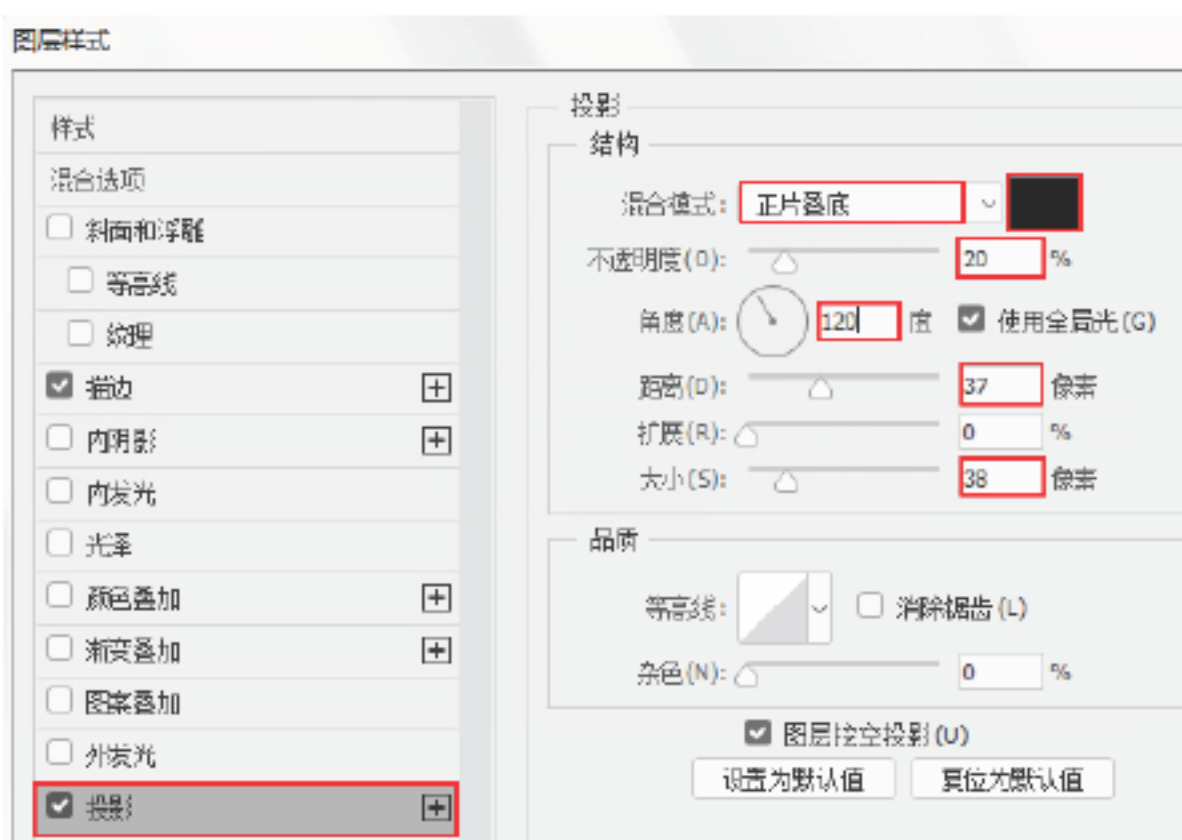 图层样式
样式
混合选项
斜面和浮雕
等高线
纹理
描边
内阴影
内发光
光泽
颜色叠加
渐变叠加
图案叠加
外发光
投影
投影
结构
混合模式: 正片叠底
不透明度(O): 20 %
角度(A): 120 度 使用全局光(G)
距离(D): 37 像素
扩展(R): 0 %
大小(S): 38 像素
品质
等高线: 消除锯齿(L)
杂色(N): 0 %
图层挖空投影(U)
设置为默认值 复位为默认值